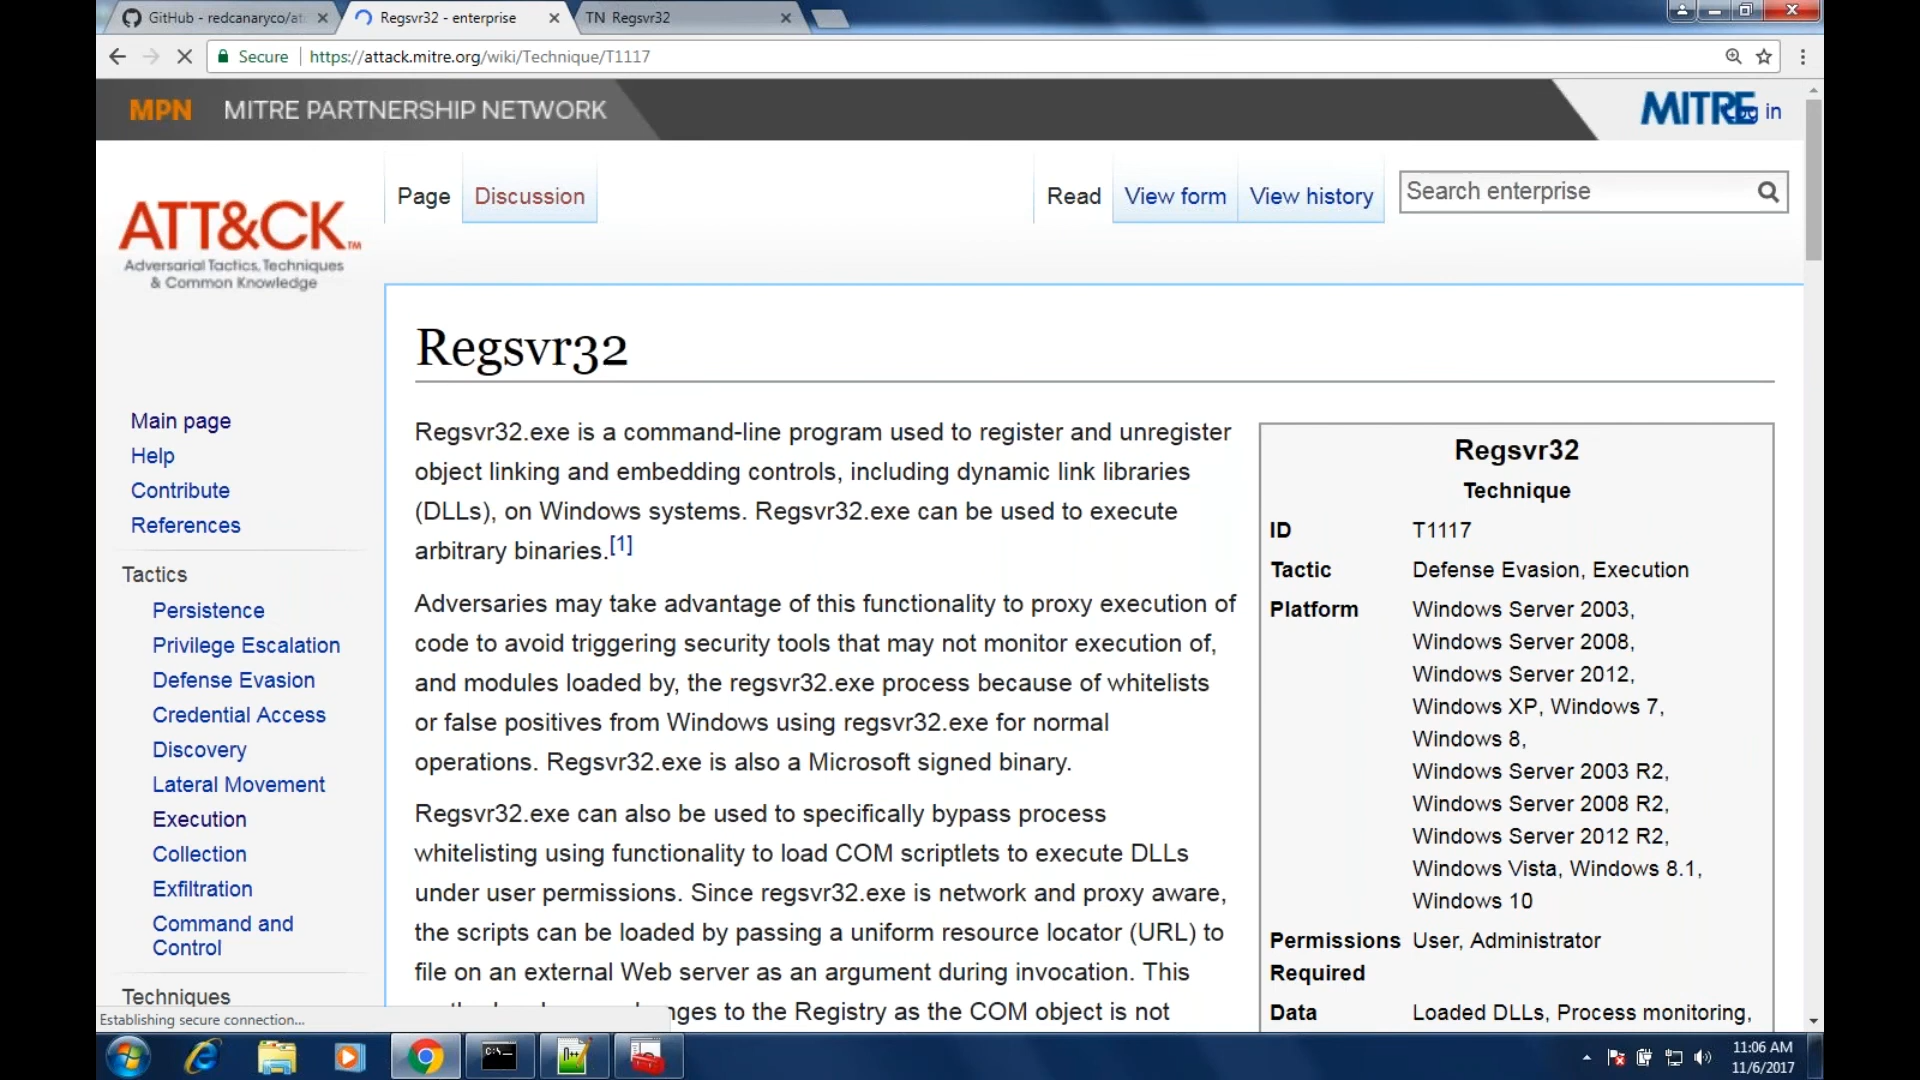 GitHub - redcanaryco/at
Regsvr32 - enterprise
TN Regsvr32
Secure
https://attack.mitre.org/wiki/Technique/T1117
MPN
MITRE PARTNERSHIP NETWORK
MITRE
in
Page
Discussion
Read
View form
View history
Search enterprise
ATT&CK™
Adversarial Tactics, Techniques
& Common Knowledge
Main page
Help
Contribute
References
Tactics
Persistence
Privilege Escalation
Defense Evasion
Credential Access
Discovery
Lateral Movement
Execution
Collection
Exfiltration
Command and
Control
Techniques
Regsvr32
Regsvr32.exe is a command-line program used to register and unregister
object linking and embedding controls, including dynamic link libraries
(DLLs), on Windows systems. Regsvr32.exe can be used to execute
arbitrary binaries.[1]
Adversaries may take advantage of this functionality to proxy execution of
code to avoid triggering security tools that may not monitor execution of,
and modules loaded by, the regsvr32.exe process because of whitelists
or false positives from Windows using regsvr32.exe for normal
operations. Regsvr32.exe is also a Microsoft signed binary.
Regsvr32.exe can also be used to specifically bypass process
whitelisting using functionality to load COM scriptlets to execute DLLs
under user permissions. Since regsvr32.exe is network and proxy aware,
the scripts can be loaded by passing a uniform resource locator (URL) to
file on an external Web server as an argument during invocation. This
to the Registry as the COM object is not
Regsvr32
Technique
ID T1117
Tactic Defense Evasion, Execution
Platform Windows Server 2003,
Windows Server 2008,
Windows Server 2012,
Windows XP, Windows 7,
Windows 8,
Windows Server 2003 R2,
Windows Server 2008 R2,
Windows Server 2012 R2,
Windows Vista, Windows 8.1,
Windows 10
Permissions User, Administrator
Required
Data Loaded DLLs, Process monitoring,
Establishing secure connection...
11:06 AM
11/6/2017